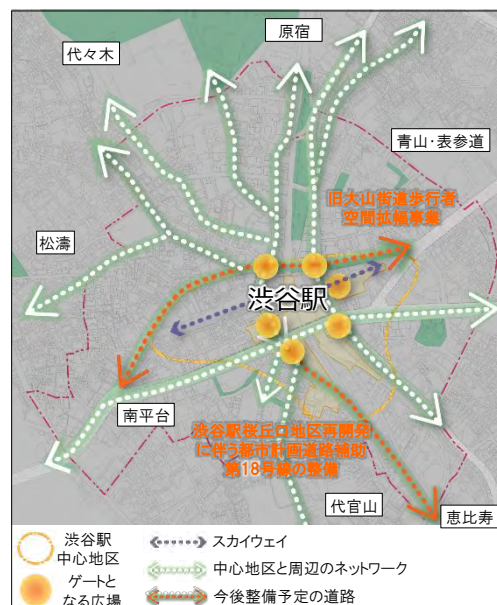 原宿
代々木
青山・表参道
旧大山街道歩行者
空間拡幅事業
松濤
渋谷駅
南平台
渋谷駅桜丘口地区再開発
に伴う都市計画道路補助
第18号線の整備
代官山
恵比寿
渋谷駅
中心地区
スカイウェイ
ゲートと
なる広場
中心地区と周辺のネットワーク
今後整備予定の道路